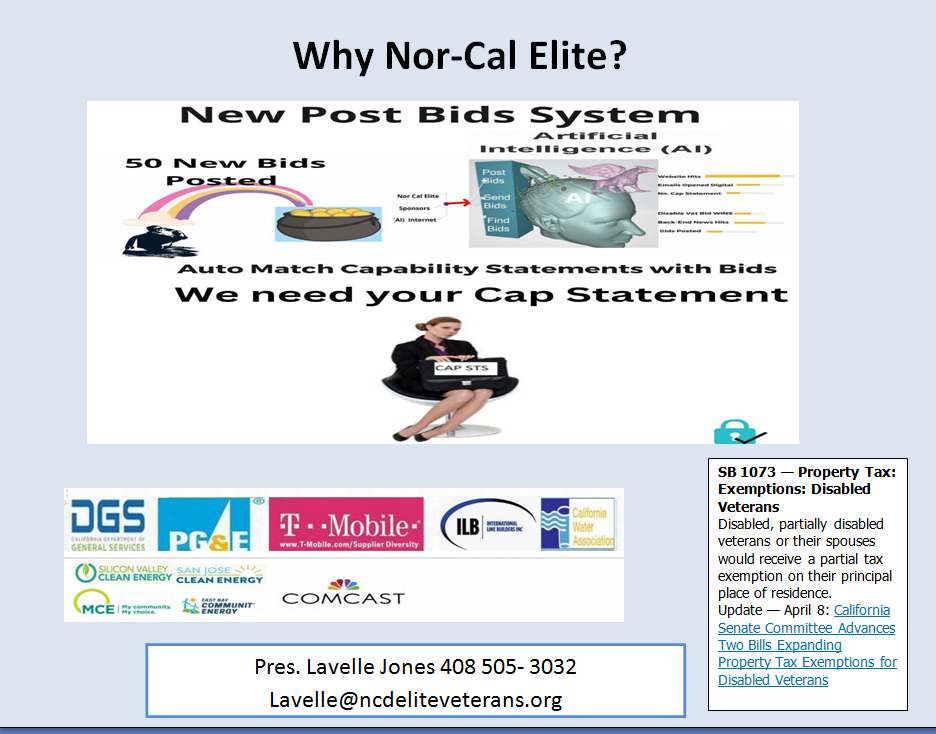 Why Nor-Cal Elite?
New Post Bids System
Artificial
Intelligence (AI)
50 New Bids
Posted
Nor Cal Elite
Sponsors
(AI) Internet
Post
Bids
Send
Bids
Find
Bids
AI
Website Hits
Emails Opened Digital
No. Cap Statement
Disable Vet Bid WINS
Back-End News Hits
Bids Posted
Auto Match Capability Statements with Bids
We need your Cap Statement
CAP STS
DGS
CALIFORNIA DEPARTMENT OF
GENERAL SERVICES
PG&E
T··Mobile·
www.T-Mobile.com/Supplier Diversity
ILB
INTERNATIONAL
LINE BUILDERS INC
California
Water
Association
SILICON VALLEY
CLEAN ENERGY
SAN JOSE
CLEAN ENERGY
MCE
My community.
My choice.
EAST BAY
COMMUNITY
ENERGY
COMCAST
SB 1073 — Property Tax:
Exemptions: Disabled
Veterans
Disabled, partially disabled
veterans or their spouses
would receive a partial tax
exemption on their principal
place of residence.
Update — April 8: California
Senate Committee Advances
Two Bills Expanding
Property Tax Exemptions for
Disabled Veterans
Pres. Lavelle Jones 408 505- 3032
Lavelle@ncdeliteveterans.org